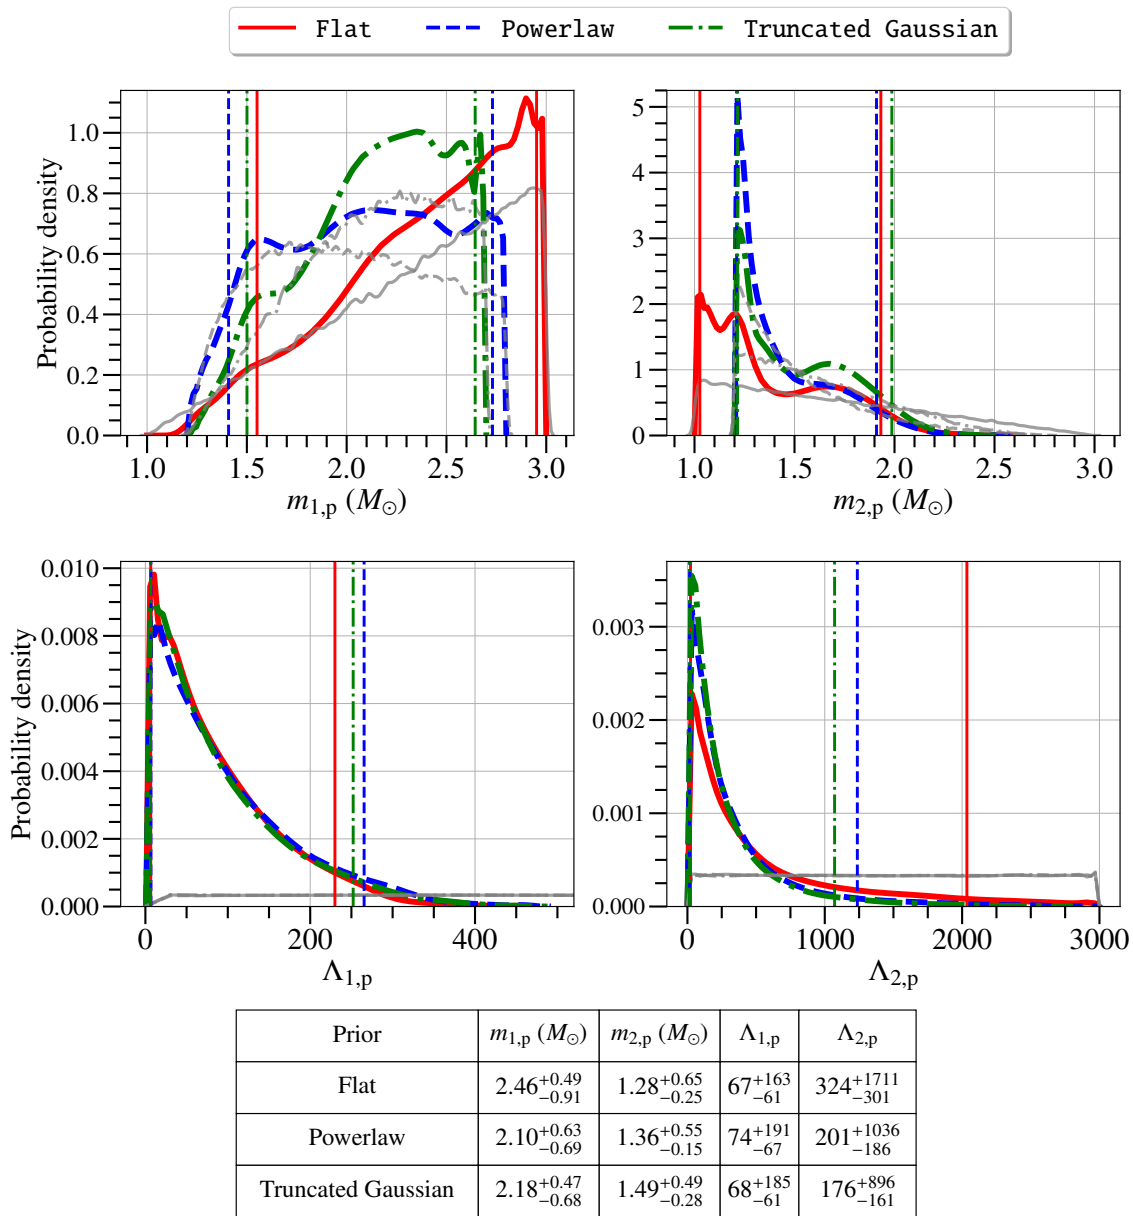 Flat Powerlaw Truncated Gaussian
Probability density
0.0 0.2 0.4 0.6 0.8 1.0
1.0 1.5 2.0 2.5 3.0
m₁,ₚ (M⊙)
0 1 2 3 4 5
1.0 1.5 2.0 2.5 3.0
m₂,ₚ (M⊙)
Probability density
0.000 0.002 0.004 0.006 0.008 0.010
0 200 400
Λ₁,ₚ
0.000 0.001 0.002 0.003
0 1000 2000 3000
Λ₂,ₚ
Prior m₁,ₚ (M⊙) m₂,ₚ (M⊙) Λ₁,ₚ Λ₂,ₚ
Flat 2.46 +0.49 −0.91 1.28 +0.65 −0.25 67 +163 −61 324 +1711 −301
Powerlaw 2.10 +0.63 −0.69 1.36 +0.55 −0.15 74 +191 −67 201 +1036 −186
Truncated Gaussian 2.18 +0.47 −0.68 1.49 +0.49 −0.28 68 +185 −61 176 +896 −161